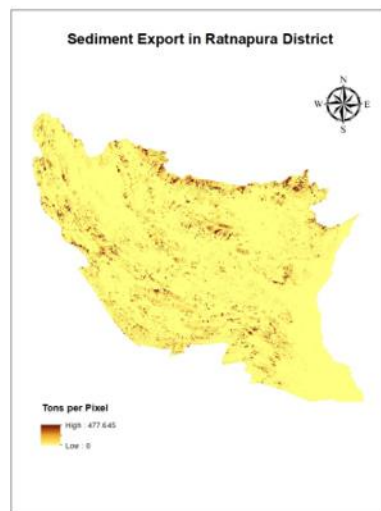 Sediment Export in Ratnapura District
N
W E
S
Tons per Pixel
High : 477.645
Low : 0